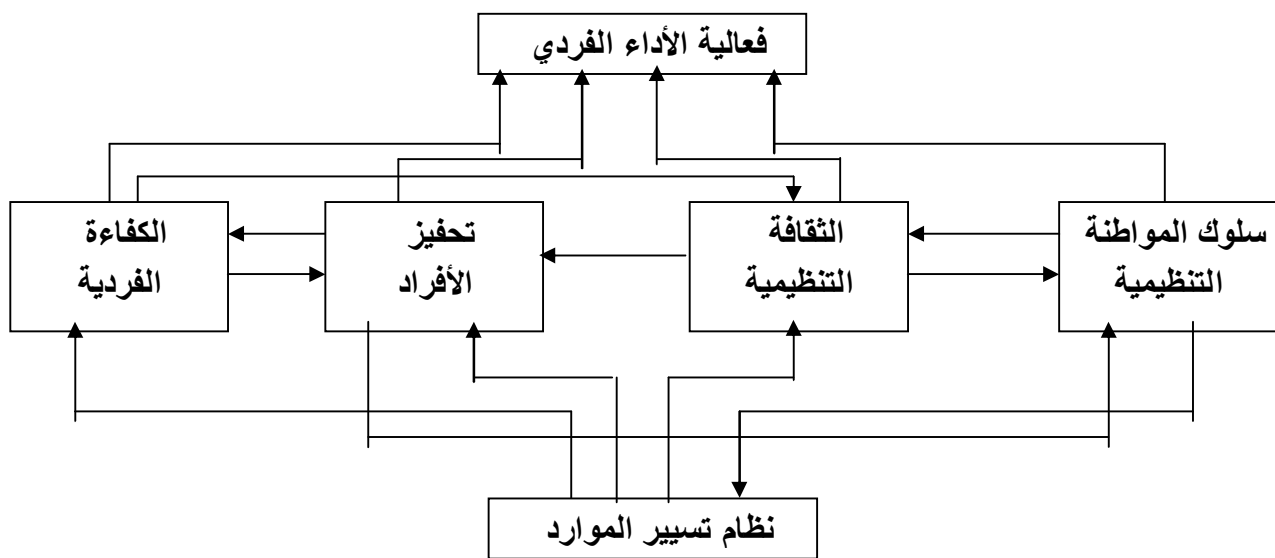 فعالية الأداء الفردي
سلوك المواطنة
التنظيمية
الثقافة
التنظيمية
تحفيز
الأفراد
الكفاءة
الفردية
نظام تسيير الموارد